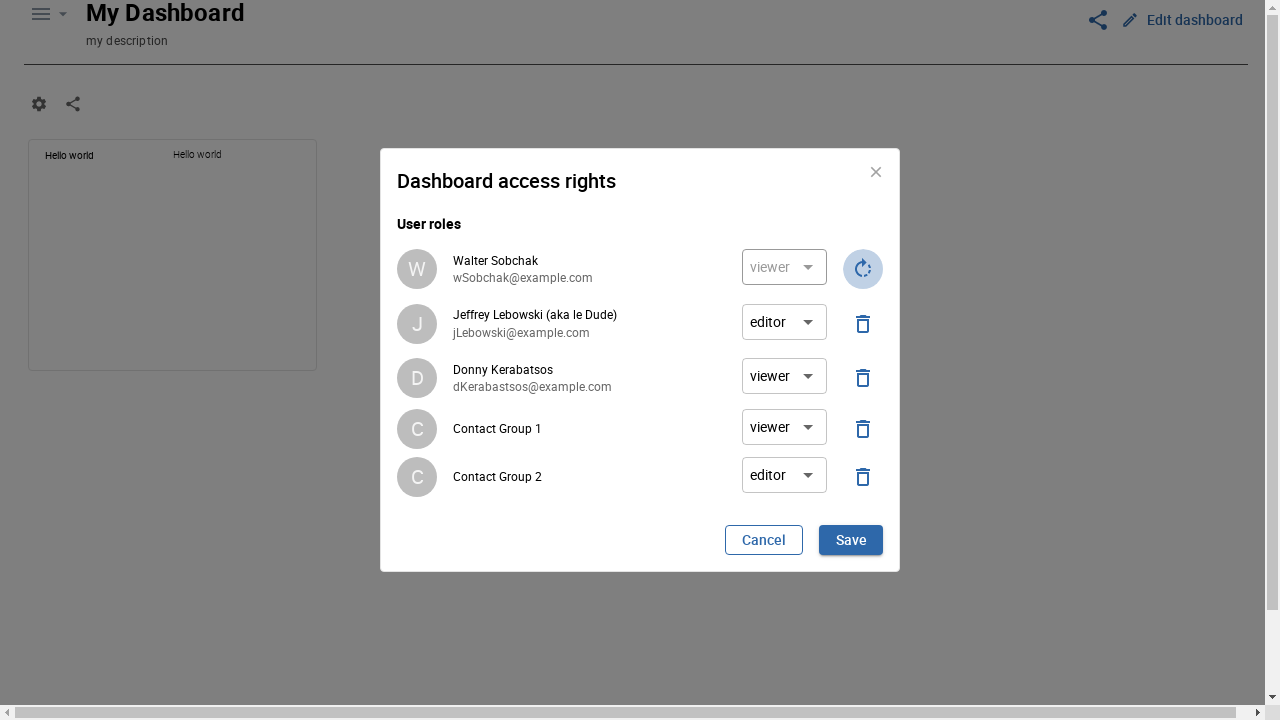 My Dashboard
my description
Edit dashboard
Hello world
Hello world
Dashboard access rights
User roles
W
Walter Sobchak
wSobchak@example.com
viewer
J
Jeffrey Lebowski (aka le Dude)
jLebowski@example.com
editor
D
Donny Kerabatsos
dKerabastsos@example.com
viewer
C
Contact Group 1
viewer
C
Contact Group 2
editor
Cancel
Save